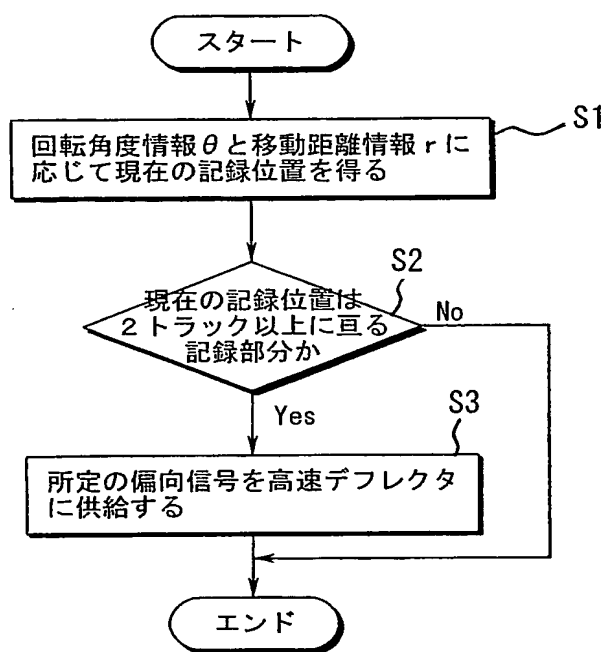 スタート
S1
回転角度情報θと移動距離情報rに
応じて現在の記録位置を得る
S2
現在の記録位置は
2トラック以上に亘る
記録部分か
No
Yes
S3
所定の偏向信号を高速デフレクタ
に供給する
エンド